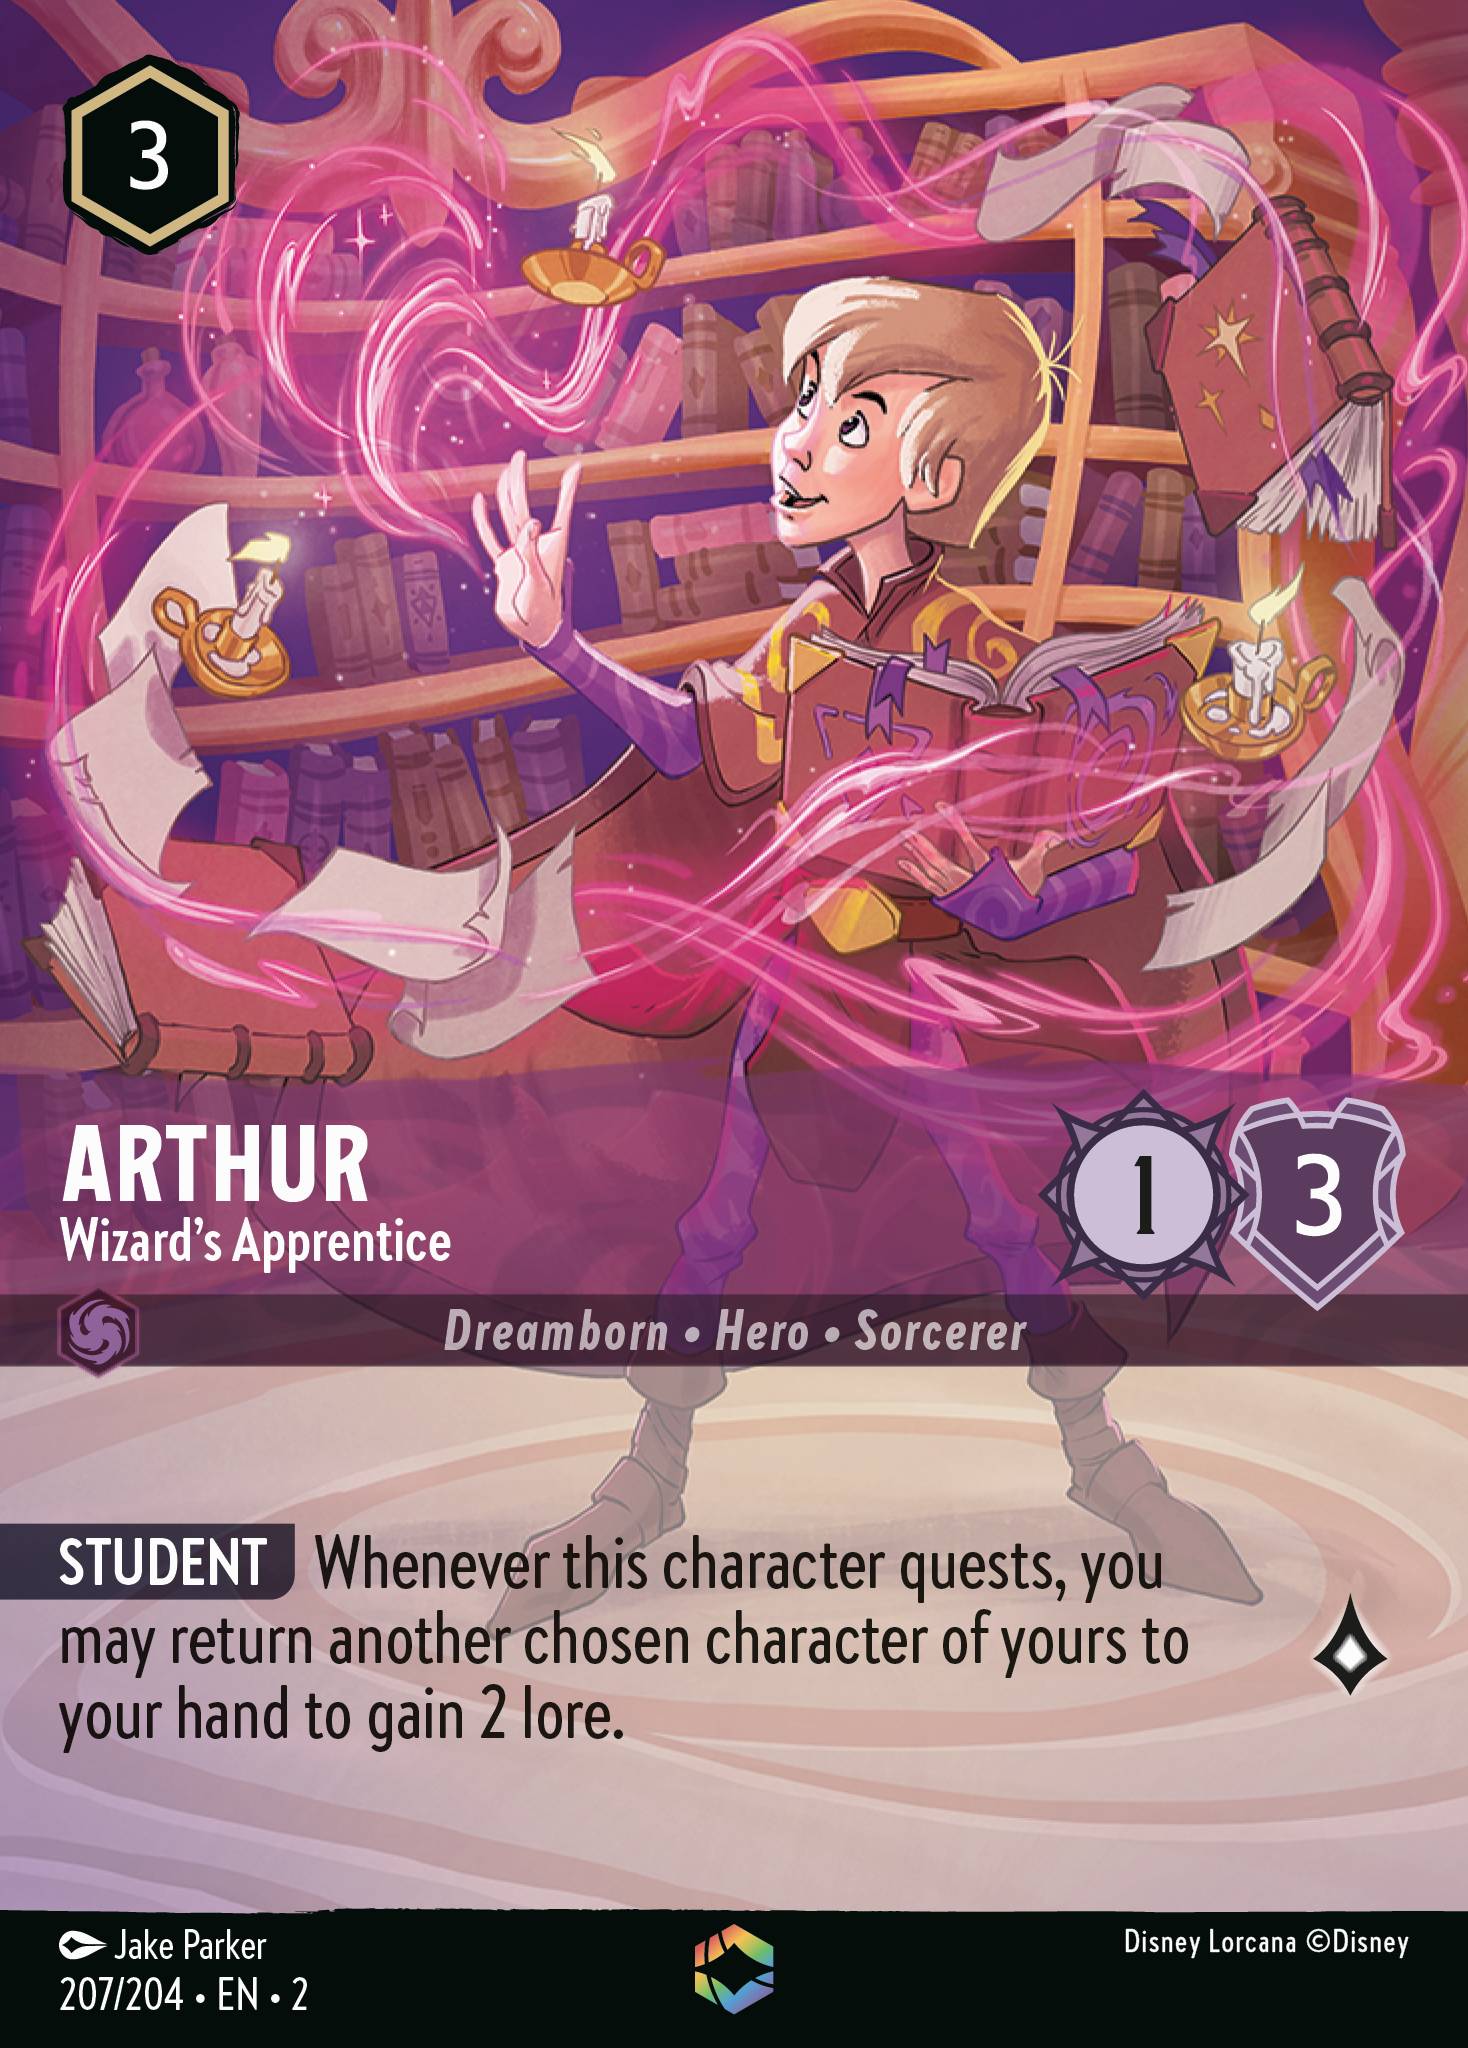 3
ARTHUR
Wizard's Apprentice
1 3
Dreamborn • Hero • Sorcerer
STUDENT Whenever this character quests, you
may return another chosen character of yours to
your hand to gain 2 lore.
Jake Parker
207/204 • EN • 2
Disney Lorcana ©Disney